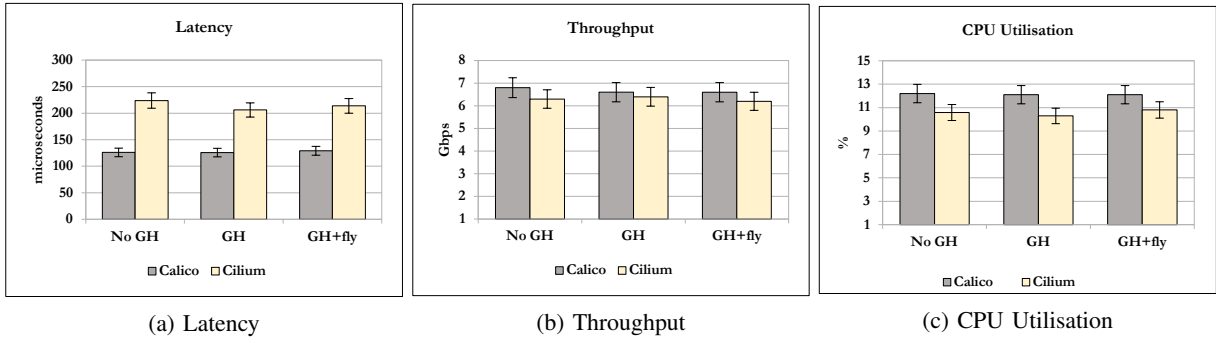 Latency
300
250
200
150
100
50
0
microseconds
No GH GH GH+fly
Calico Cilium
(a) Latency
Throughput
8
7
6
5
4
3
2
1
Gbps
No GH GH GH+fly
Calico Cilium
(b) Throughput
CPU Utilisation
15
13
11
9
7
5
3
1
%
No GH GH GH+fly
Calico Cilium
(c) CPU Utilisation